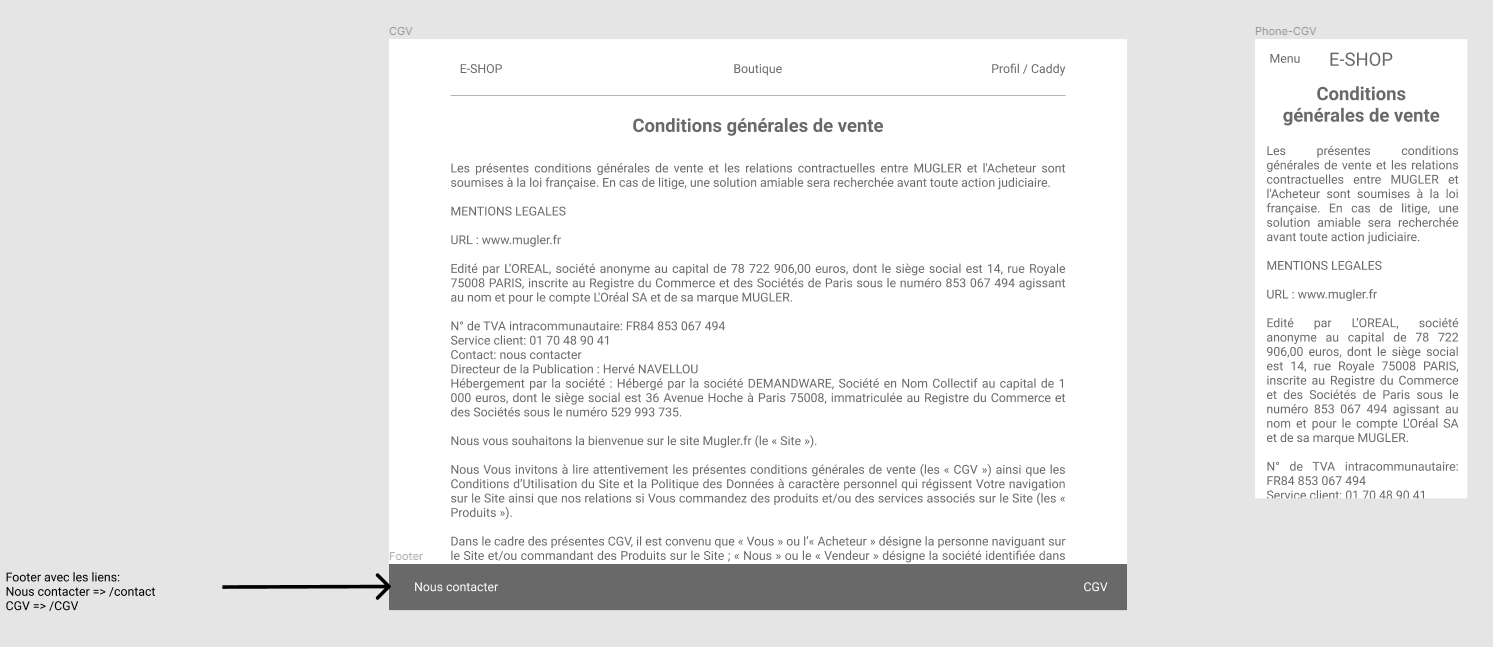 CGV
E-SHOP
Boutique
Profil / Caddy
Conditions générales de vente
Les présentes conditions générales de vente et les relations contractuelles entre MUGLER et l'Acheteur sont
soumises à la loi française. En cas de litige, une solution amiable sera recherchée avant toute action judiciaire.
MENTIONS LEGALES
URL : www.mugler.fr
Edité par L'OREAL, société anonyme au capital de 78 722 906,00 euros, dont le siège social est 14, rue Royale
75008 PARIS, inscrite au Registre du Commerce et des Sociétés de Paris sous le numéro 853 067 494 agissant
au nom et pour le compte L'Oréal SA et de sa marque MUGLER.
N° de TVA intracommunautaire: FR84 853 067 494
Service client: 01 70 48 90 41
Contact: nous contacter
Directeur de la Publication : Hervé NAVELLOU
Hébergement par la société : Hébergé par la société DEMANDWARE, Société en Nom Collectif au capital de 1
000 euros, dont le siège social est 36 Avenue Hoche à Paris 75008, immatriculée au Registre du Commerce et
des Sociétés sous le numéro 529 993 735.
Nous vous souhaitons la bienvenue sur le site Mugler.fr (le « Site »).
Nous Vous invitons à lire attentivement les présentes conditions générales de vente (les « CGV ») ainsi que les
Conditions d'Utilisation du Site et la Politique des Données à caractère personnel qui régissent Votre navigation
sur le Site ainsi que nos relations si Vous commandez des produits et/ou des services associés sur le Site (les «
Produits »).
Dans le cadre des présentes CGV, il est convenu que « Vous » ou l'« Acheteur » désigne la personne naviguant sur
le Site et/ou commandant des Produits sur le Site ; « Nous » ou le « Vendeur » désigne la société identifiée dans
Footer
Nous contacter
CGV
Footer avec les liens:
Nous contacter => /contact
CGV => /CGV
Phone-CGV
Menu
E-SHOP
Conditions
générales de vente
Les présentes conditions
générales de vente et les relations
contractuelles entre MUGLER et
l'Acheteur sont soumises à la loi
française. En cas de litige, une
solution amiable sera recherchée
avant toute action judiciaire.
MENTIONS LEGALES
URL : www.mugler.fr
Edité par L'OREAL, société
anonyme au capital de 78 722
906,00 euros, dont le siège social
est 14, rue Royale 75008 PARIS,
inscrite au Registre du Commerce
et des Sociétés de Paris sous le
numéro 853 067 494 agissant au
nom et pour le compte L'Oréal SA
et de sa marque MUGLER.
N° de TVA intracommunautaire:
FR84 853 067 494
Service client: 01 70 48 90 41